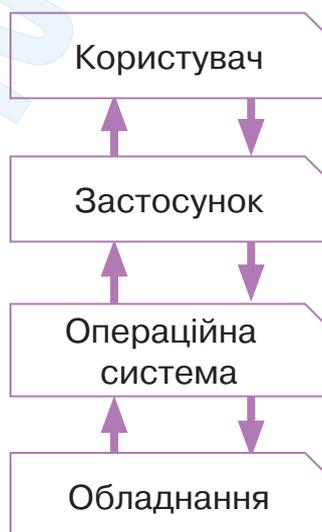 Користувач
Застосунок
Операційна
система
Обладнання